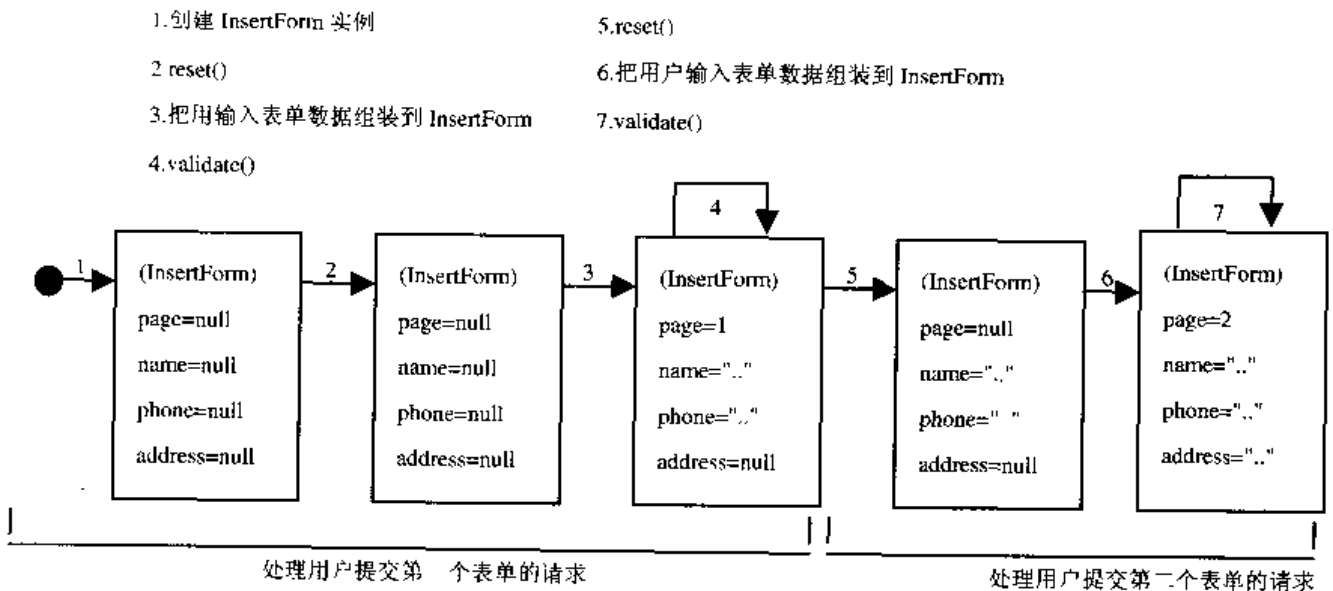 1.创建 InsertForm 实例
2 reset()
3.把用输入表单数据组装到 InsertForm
4.validate()
5.reset()
6.把用户输入表单数据组装到 InsertForm
7.validate()
1
(InsertForm)
page=null
name=null
phone=null
address=null
2
(InsertForm)
page=null
name=null
phone=null
address=null
3
4
(InsertForm)
page=1
name=".."
phone=".."
address=null
5
(InsertForm)
page=null
name=".."
phone=".."
address=null
6
7
(InsertForm)
page=2
name=".."
phone=".."
address=".."
处理用户提交第 个表单的请求
处理用户提交第二个表单的请求